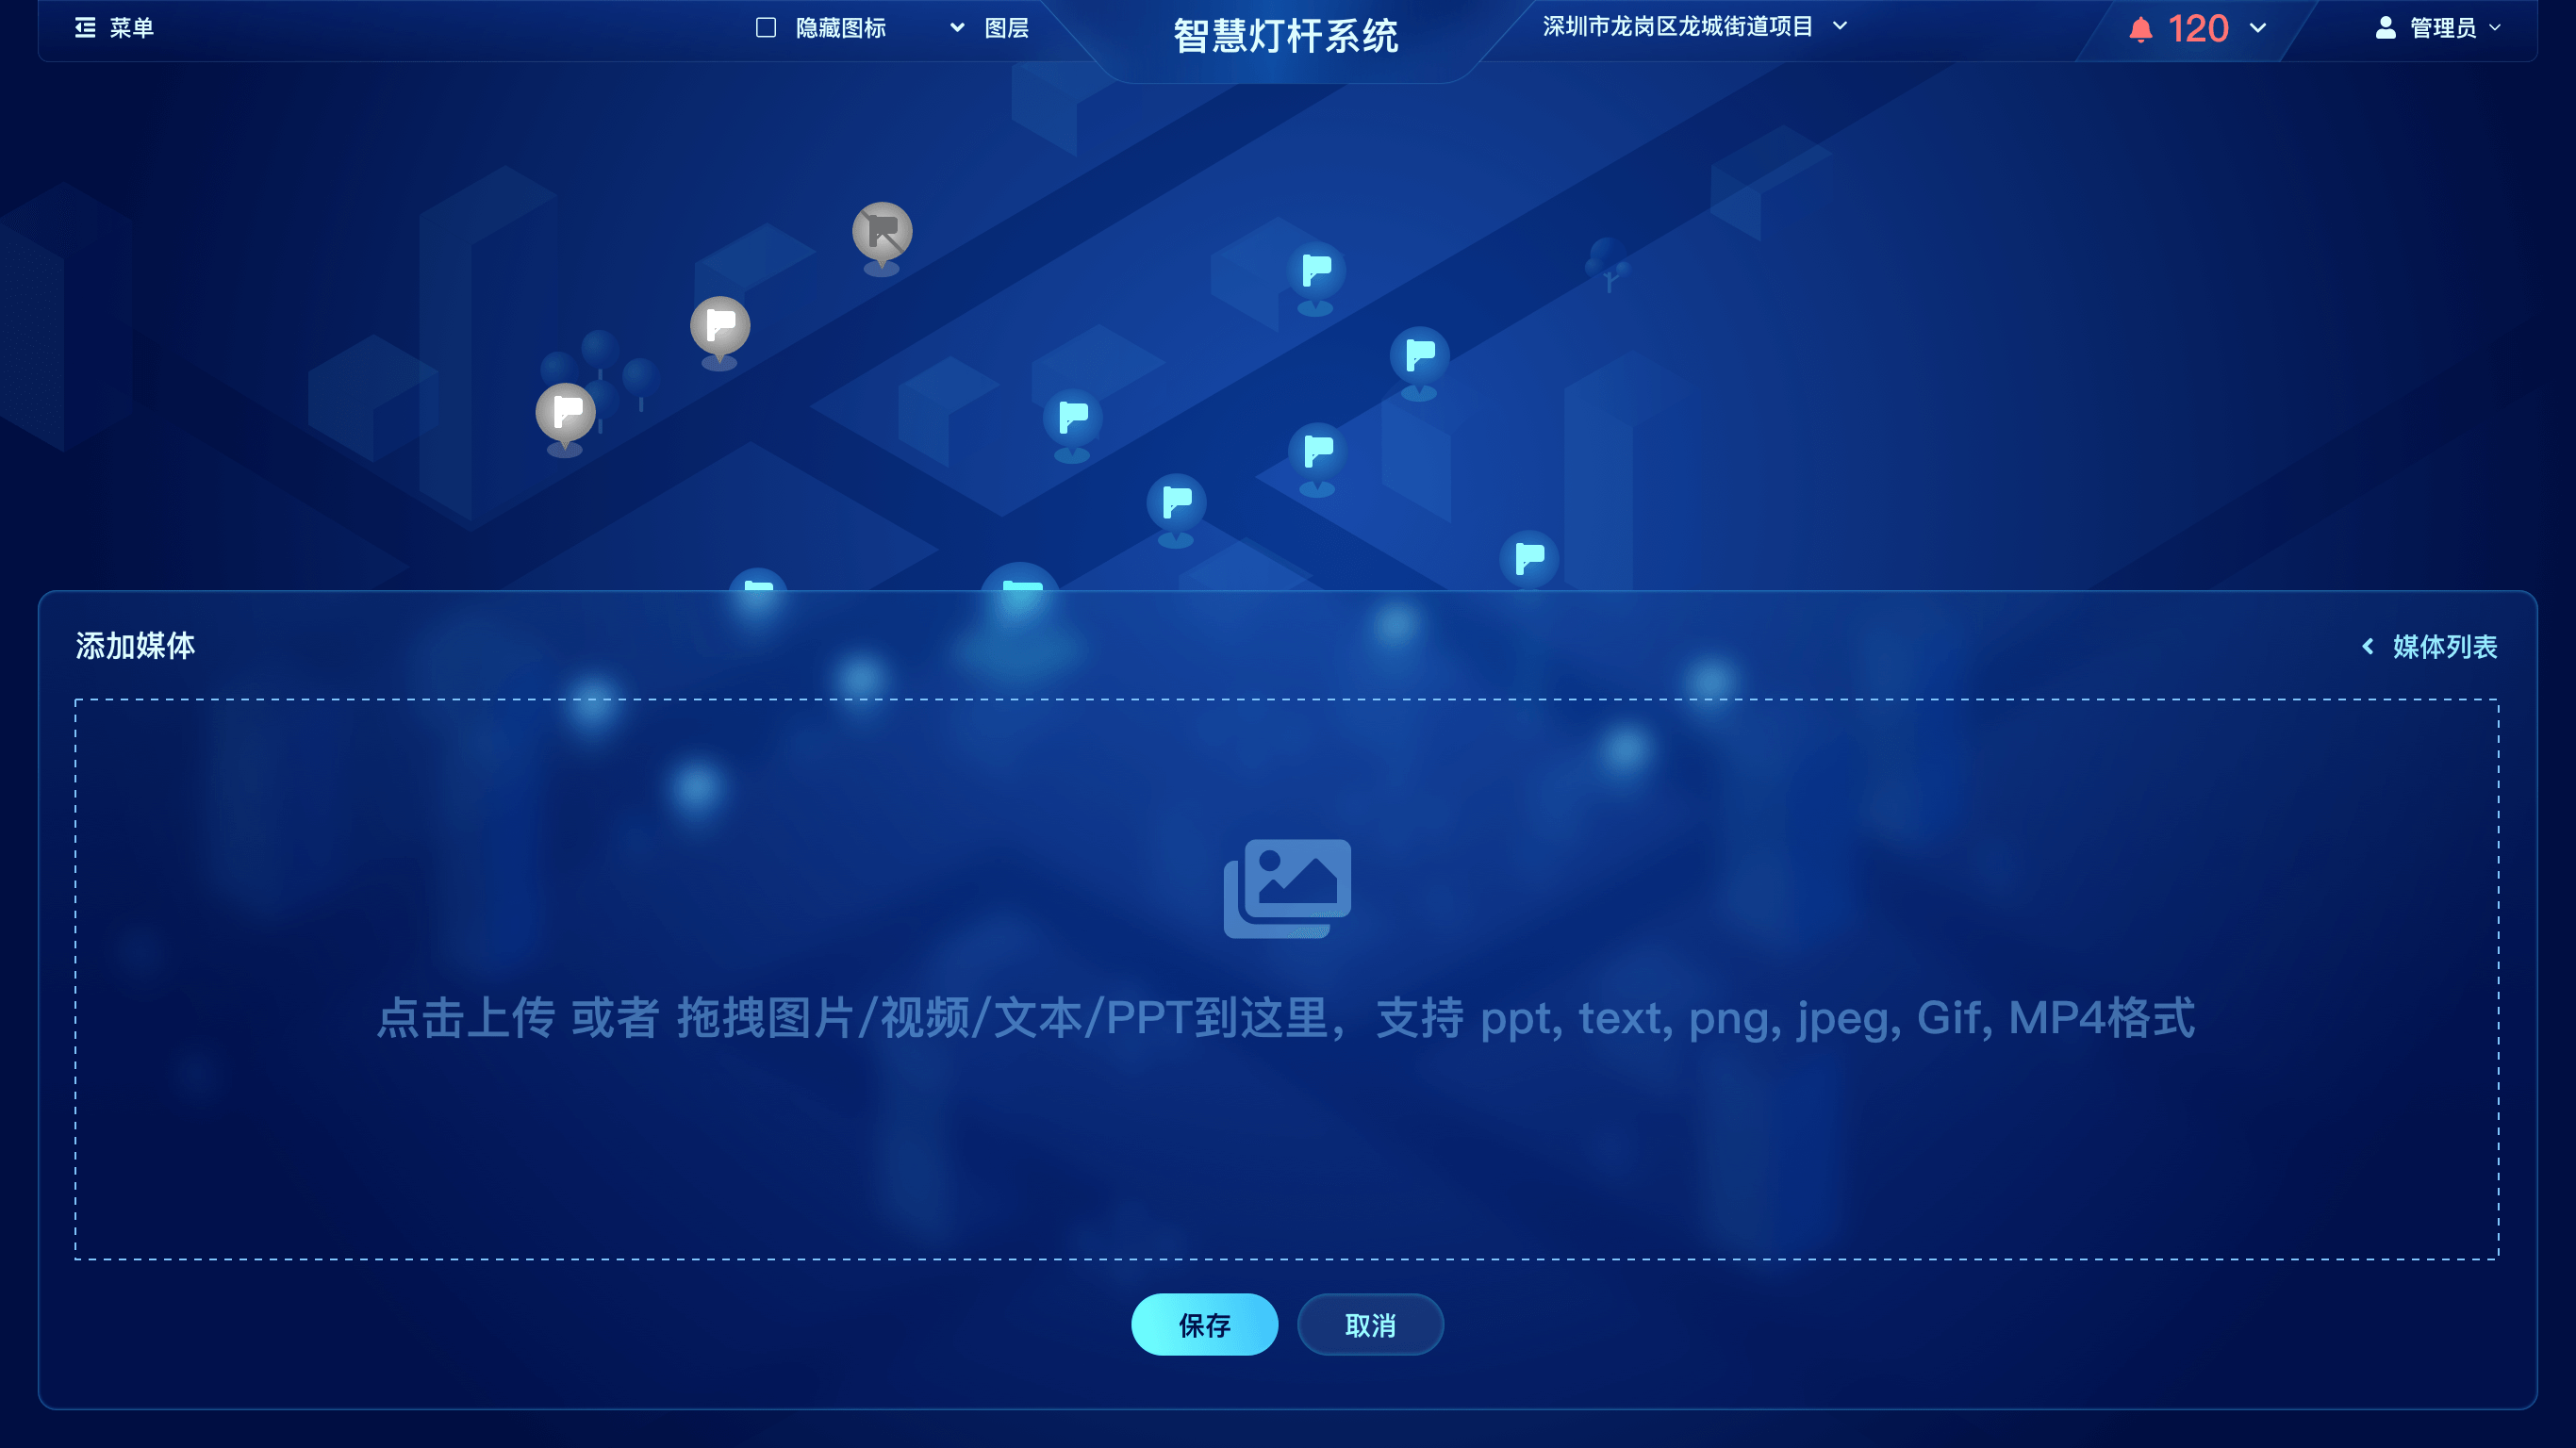 菜单
隐藏图标
图层
智慧灯杆系统
深圳市龙岗区龙城街道项目
120
管理员
添加媒体
媒体列表
点击上传 或者 拖拽图片/视频/文本/PPT到这里，支持 ppt, text, png, jpeg, Gif, MP4格式
保存
取消